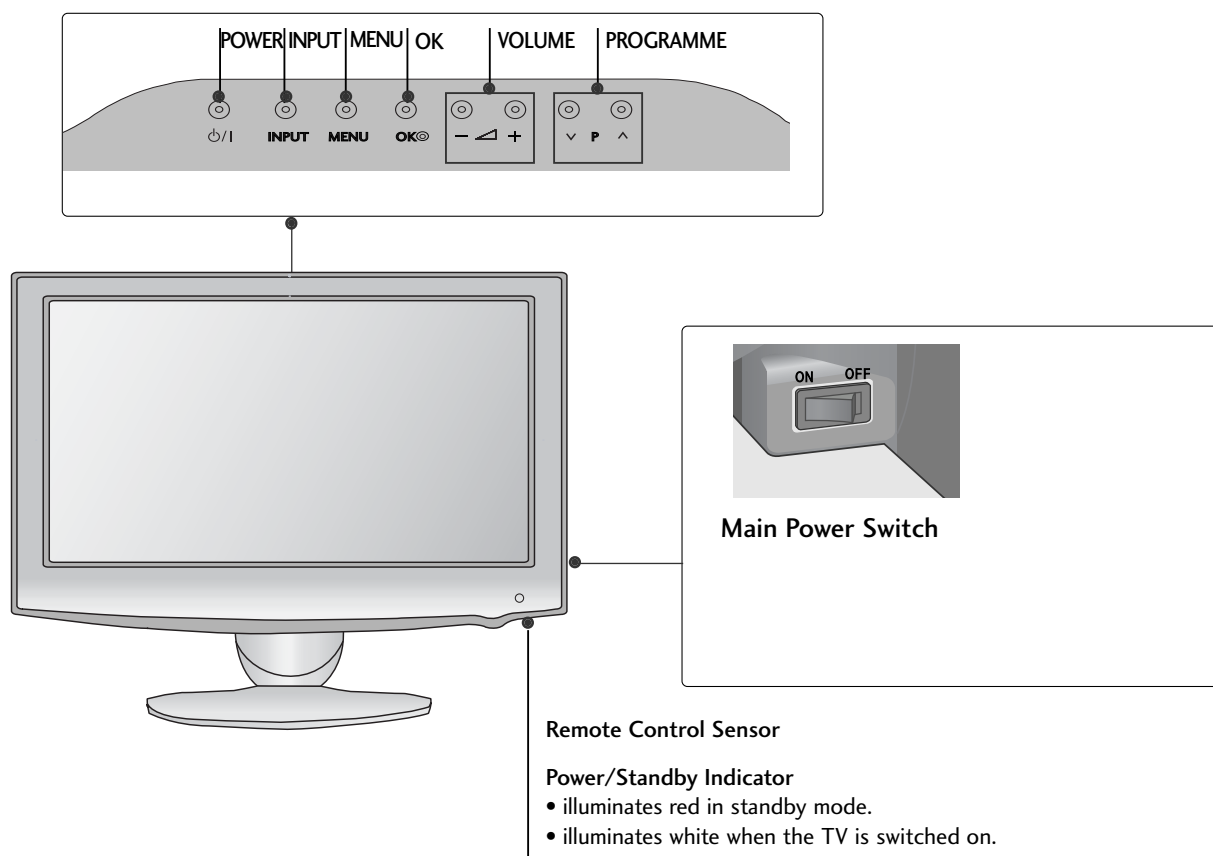 POWER INPUT MENU OK VOLUME PROGRAMME
⏻/I INPUT MENU OK◎ − ⊿ + ∨ P ∧
ON OFF
Main Power Switch
Remote Control Sensor
Power/Standby Indicator
• illuminates red in standby mode.
• illuminates white when the TV is switched on.